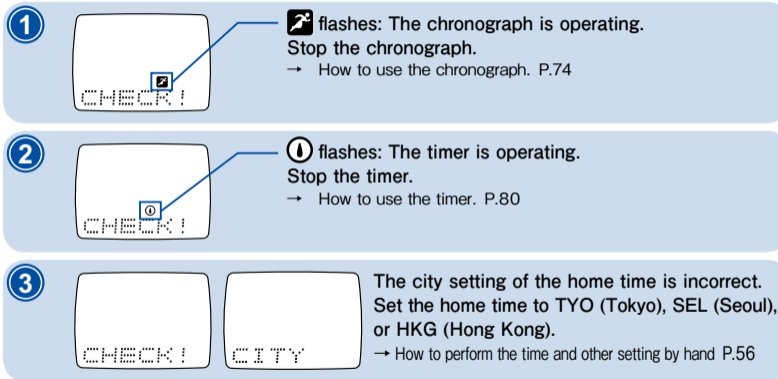 1
flashes: The chronograph is operating.
Stop the chronograph.
→ How to use the chronograph. P.74
CHECK!
2
flashes: The timer is operating.
Stop the timer.
→ How to use the timer. P.80
CHECK!
3
The city setting of the home time is incorrect.
Set the home time to TYO (Tokyo), SEL (Seoul),
or HKG (Hong Kong).
→ How to perform the time and other setting by hand P.56
CHECK! CITY